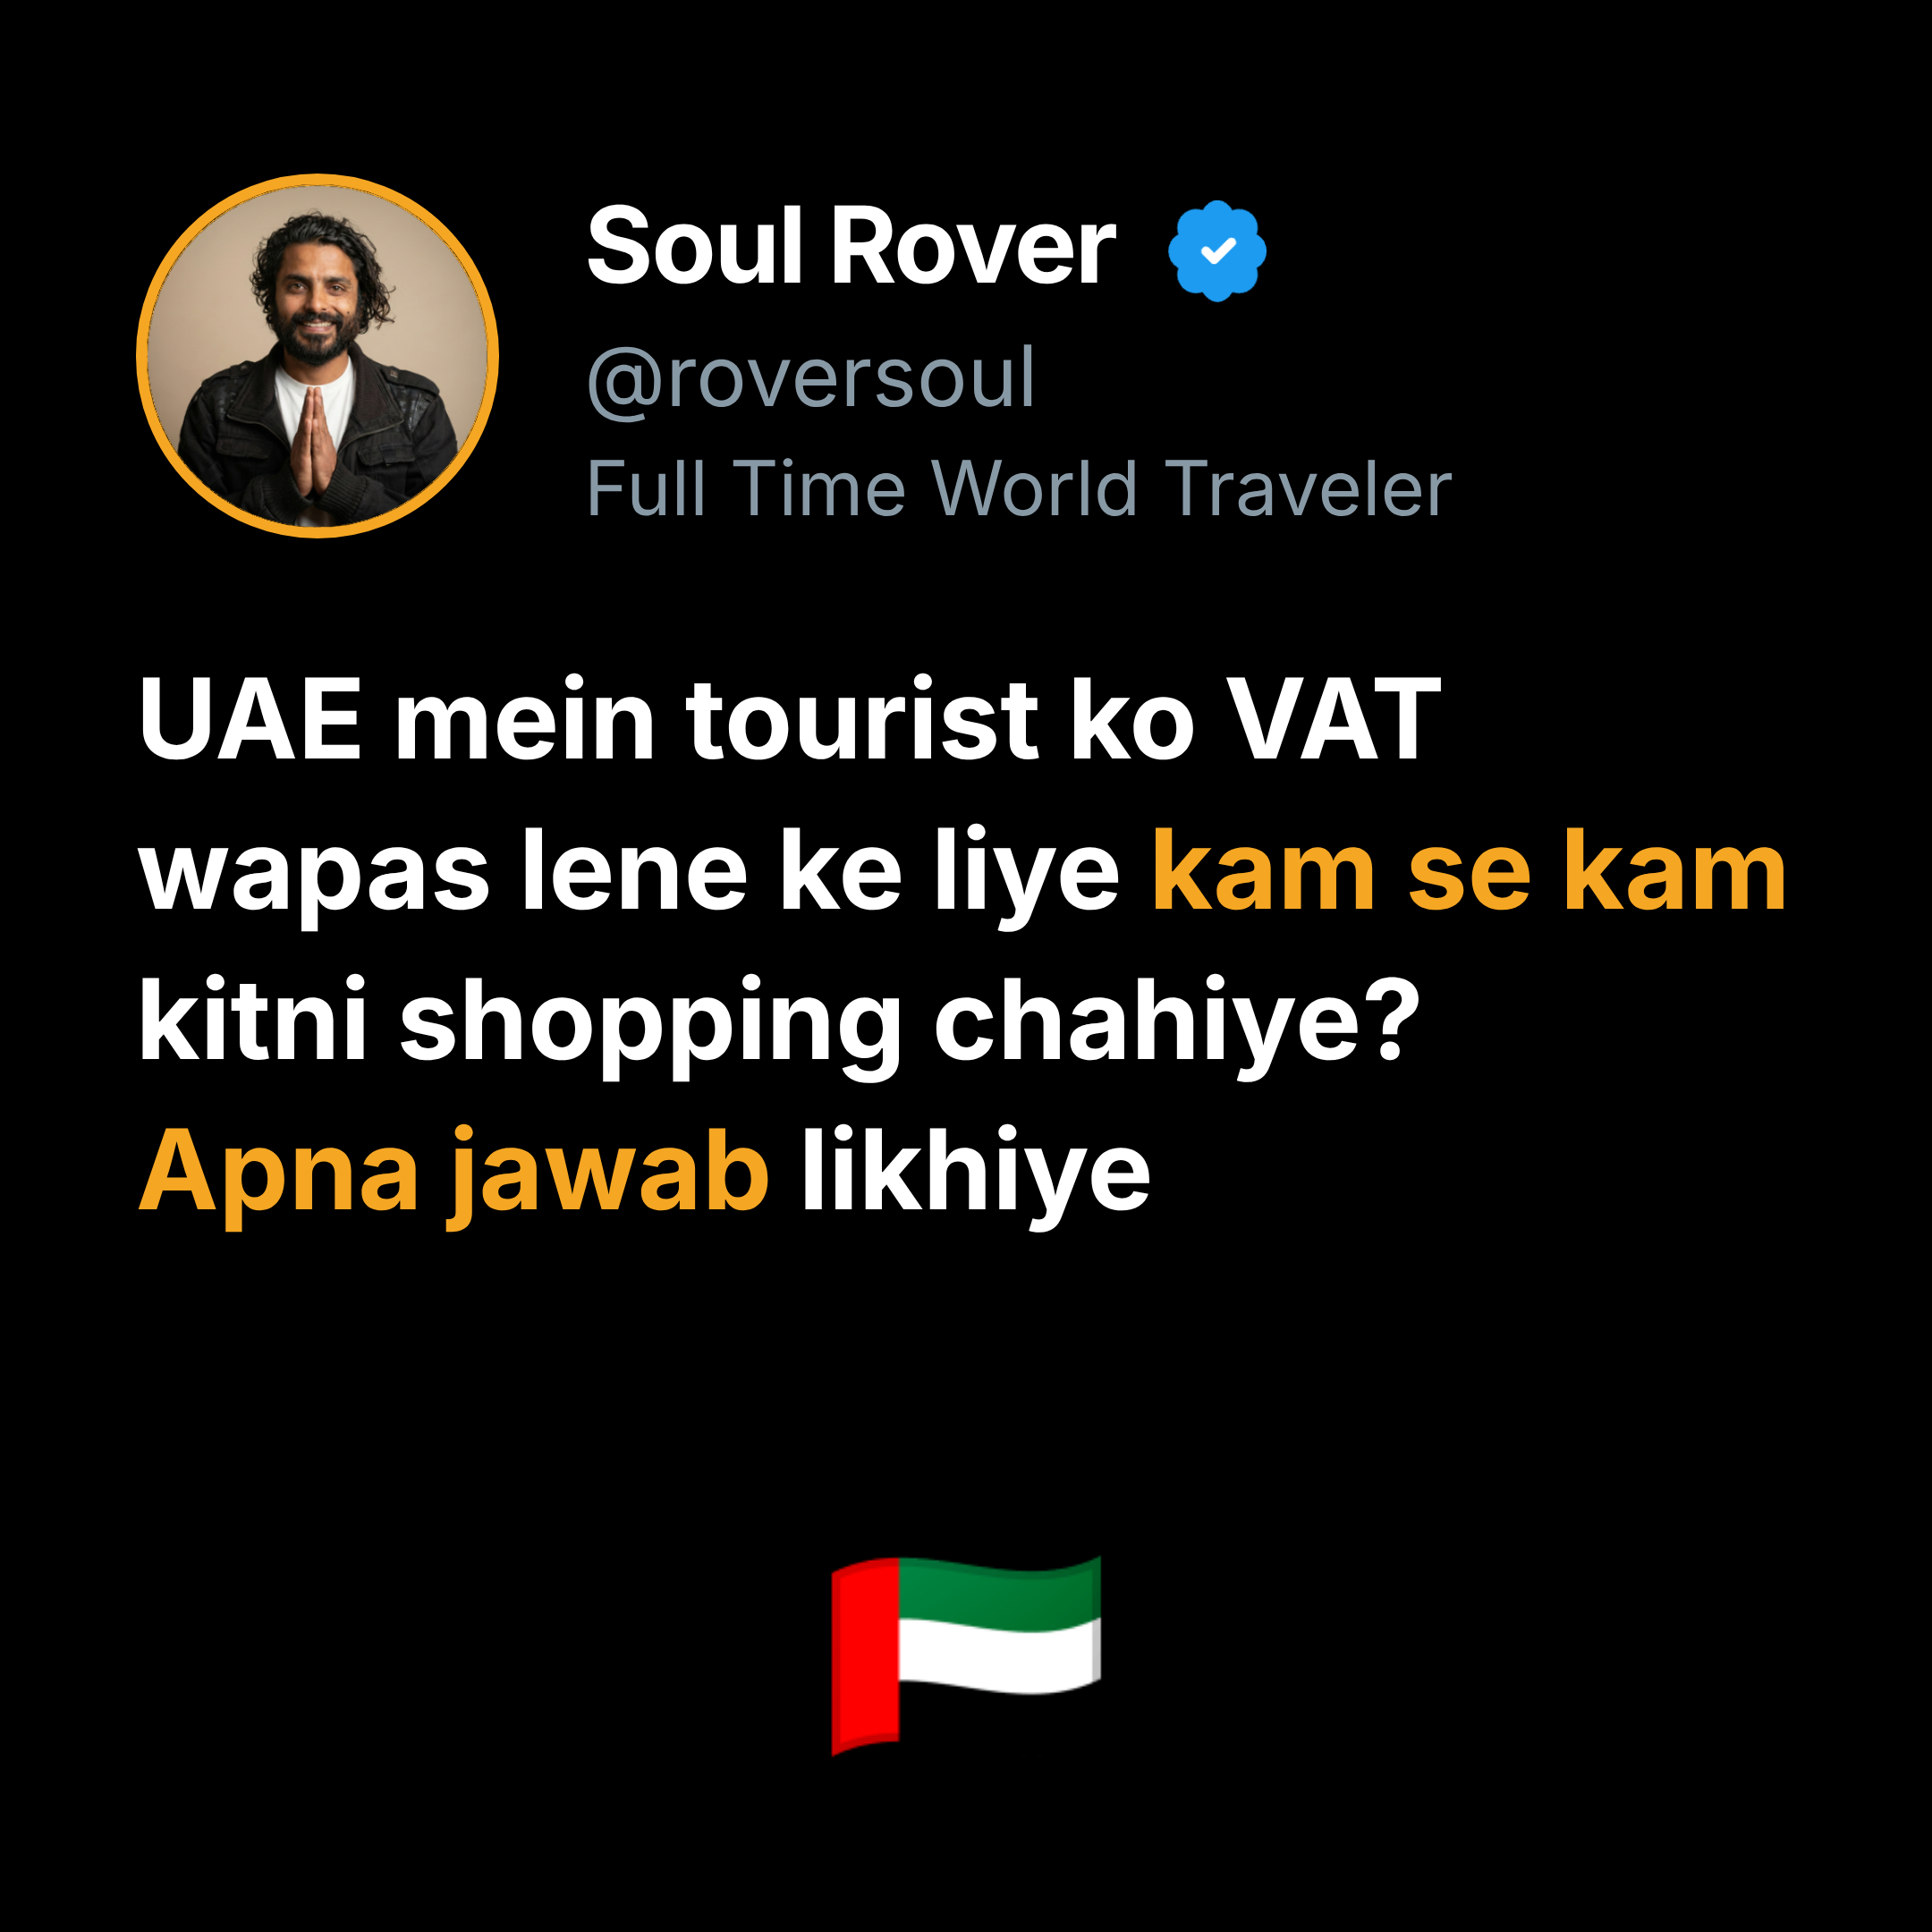 Soul Rover
@roversoul
Full Time World Traveler
UAE mein tourist ko VAT
wapas lene ke liye kam se kam
kitni shopping chahiye?
Apna jawab likhiye